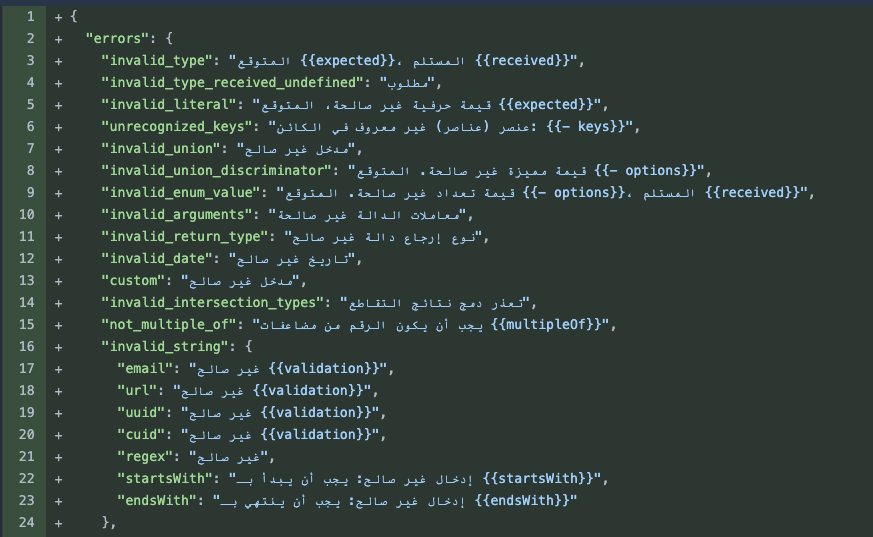 1 + {
2 + "errors": {
3 + "invalid_type": "المتوقع {{expected}}، المستلم {{received}}",
4 + "invalid_type_received_undefined": "مطلوب",
5 + "invalid_literal": "قيمة حرفية غير صالحة، المتوقع {{expected}}",
6 + "unrecognized_keys": "عنصر (عناصر) غير معروف في الكائن: {{- keys}}",
7 + "invalid_union": "مدخل غير صالح",
8 + "invalid_union_discriminator": "قيمة مميزة غير صالحة. المتوقع {{- options}}",
9 + "invalid_enum_value": "قيمة تعداد غير صالحة. المتوقع {{- options}}، المستلم {{received}}",
10 + "invalid_arguments": "معاملات الدالة غير صالحة",
11 + "invalid_return_type": "نوع إرجاع دالة غير صالح",
12 + "invalid_date": "تاريخ غير صالح",
13 + "custom": "مدخل غير صالح",
14 + "invalid_intersection_types": "تعذر دمج نتائج التقاطع",
15 + "not_multiple_of": "يجب أن يكون الرقم من مضاعفات {{multipleOf}}",
16 + "invalid_string": {
17 + "email": "غير صالح {{validation}}",
18 + "url": "غير صالح {{validation}}",
19 + "uuid": "غير صالح {{validation}}",
20 + "cuid": "غير صالح {{validation}}",
21 + "regex": "غير صالح",
22 + "startsWith": "إدخال غير صالح: يجب أن يبدأ بـ {{startsWith}}",
23 + "endsWith": "إدخال غير صالح: يجب أن ينتهي بـ {{endsWith}}"
24 + },